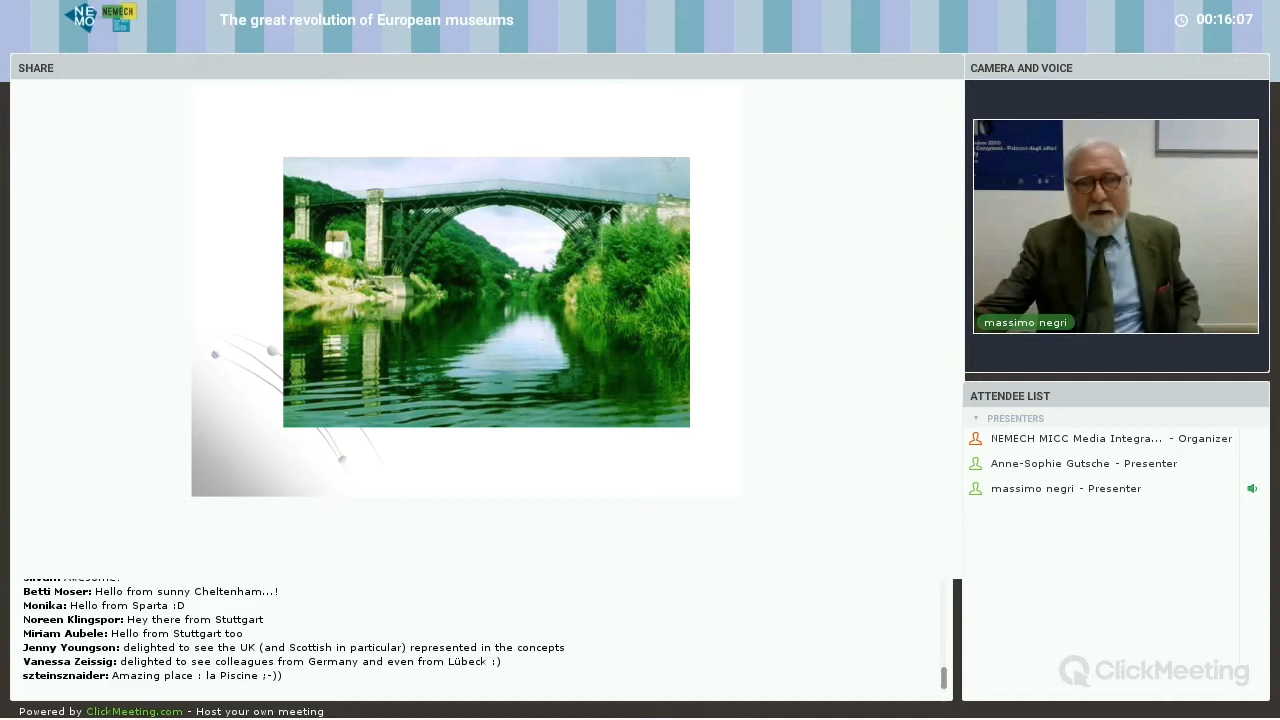 NE
MO
NEMECH
The great revolution of European museums
00:16:07
SHARE
CAMERA AND VOICE
massimo negri
ATTENDEE LIST
PRESENTERS
NEMECH MICC Media Integra... - Organizer
Anne-Sophie Gutsche - Presenter
massimo negri - Presenter
Betti Moser: Hello from sunny Cheltenham...!
Monika: Hello from Sparta :D
Noreen Klingspor: Hey there from Stuttgart
Miriam Aubele: Hello from Stuttgart too
Jenny Youngson: delighted to see the UK (and Scottish in particular) represented in the concepts
Vanessa Zeissig: delighted to see colleagues from Germany and even from Lübeck :)
szteinsznaider: Amazing place : la Piscine ;-))
ClickMeeting
Powered by ClickMeeting.com - Host your own meeting